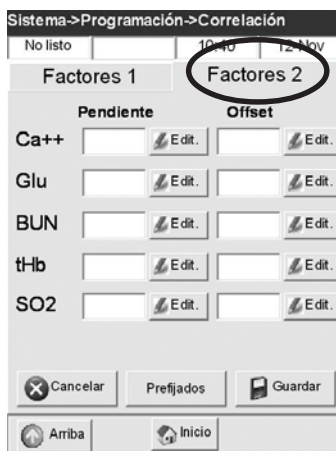 Sistema->Programación->Correlación
No listo 10:40 12 Nov
Factores 1 Factores 2
Pendiente Offset
Ca++ Edit. Edit.
Glu Edit. Edit.
BUN Edit. Edit.
tHb Edit. Edit.
SO2 Edit. Edit.
Cancelar Prefijados Guardar
Arriba Inicio